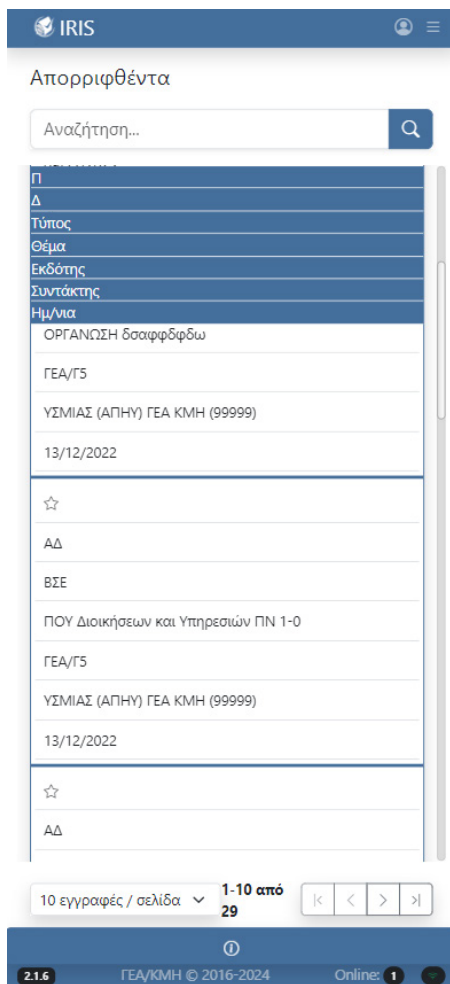 IRIS
Απορριφθέντα
Αναζήτηση...
Π
Δ
Τύπος
Θέμα
Εκδότης
Συντάκτης
Ημ/νια
ΟΡΓΑΝΩΣΗ δσαφφδφδω
ΓΕΑ/Γ5
ΥΣΜΙΑΣ (ΑΠΗΥ) ΓΕΑ ΚΜΗ (99999)
13/12/2022
ΑΔ
ΒΣΕ
ΠΟΥ Διοικήσεων και Υπηρεσιών ΠΝ 1-0
ΓΕΑ/Γ5
ΥΣΜΙΑΣ (ΑΠΗΥ) ΓΕΑ ΚΜΗ (99999)
13/12/2022
ΑΔ
10 εγγραφές / σελίδα
1-10 από
29
2.1.6 ΓΕΑ/ΚΜΗ © 2016-2024 Online: 1